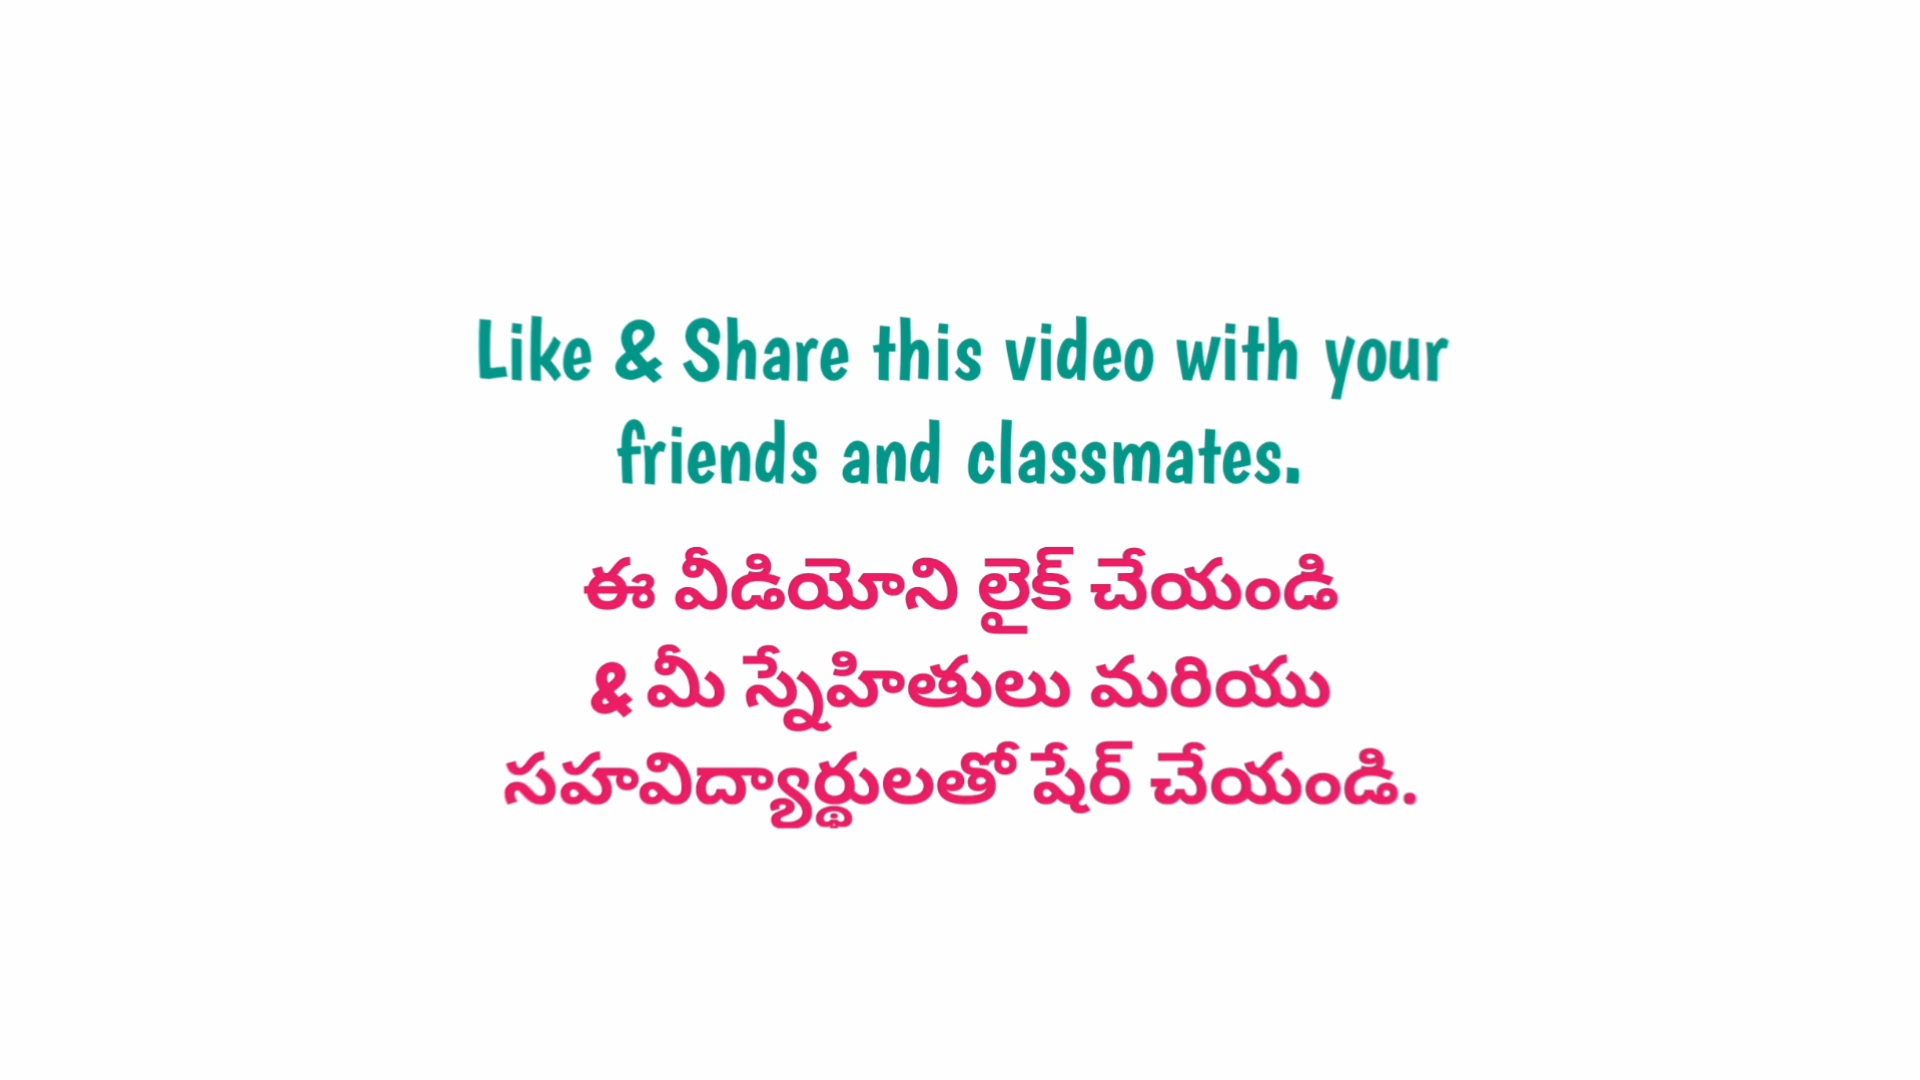 Like & Share this video with your
friends and classmates.
ఈ వీడియోని లైక్ చేయండి
& మీ స్నేహితులు మరియు
సహవిద్యార్థులతో షేర్ చేయండి.